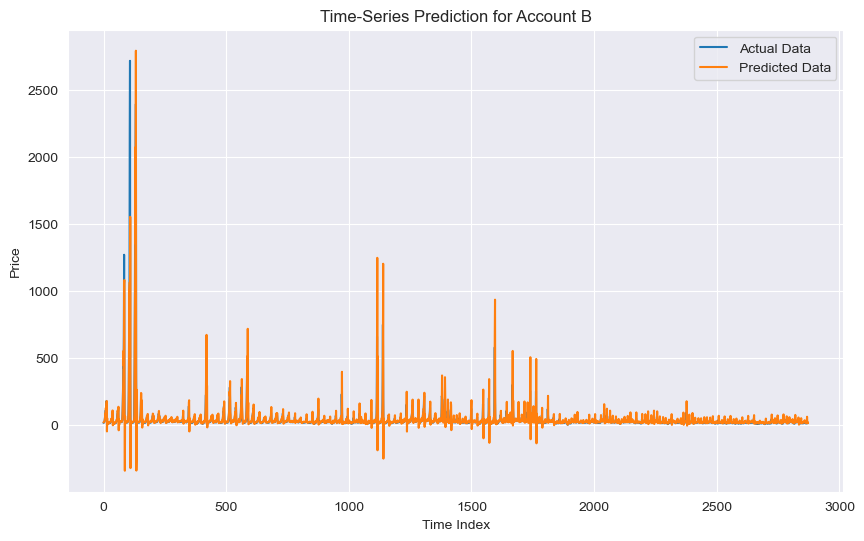 Time-Series Prediction for Account B
Actual Data
Predicted Data
2500
2000
1500
1000
500
0
Price
0
500
1000
1500
2000
2500
3000
Time Index